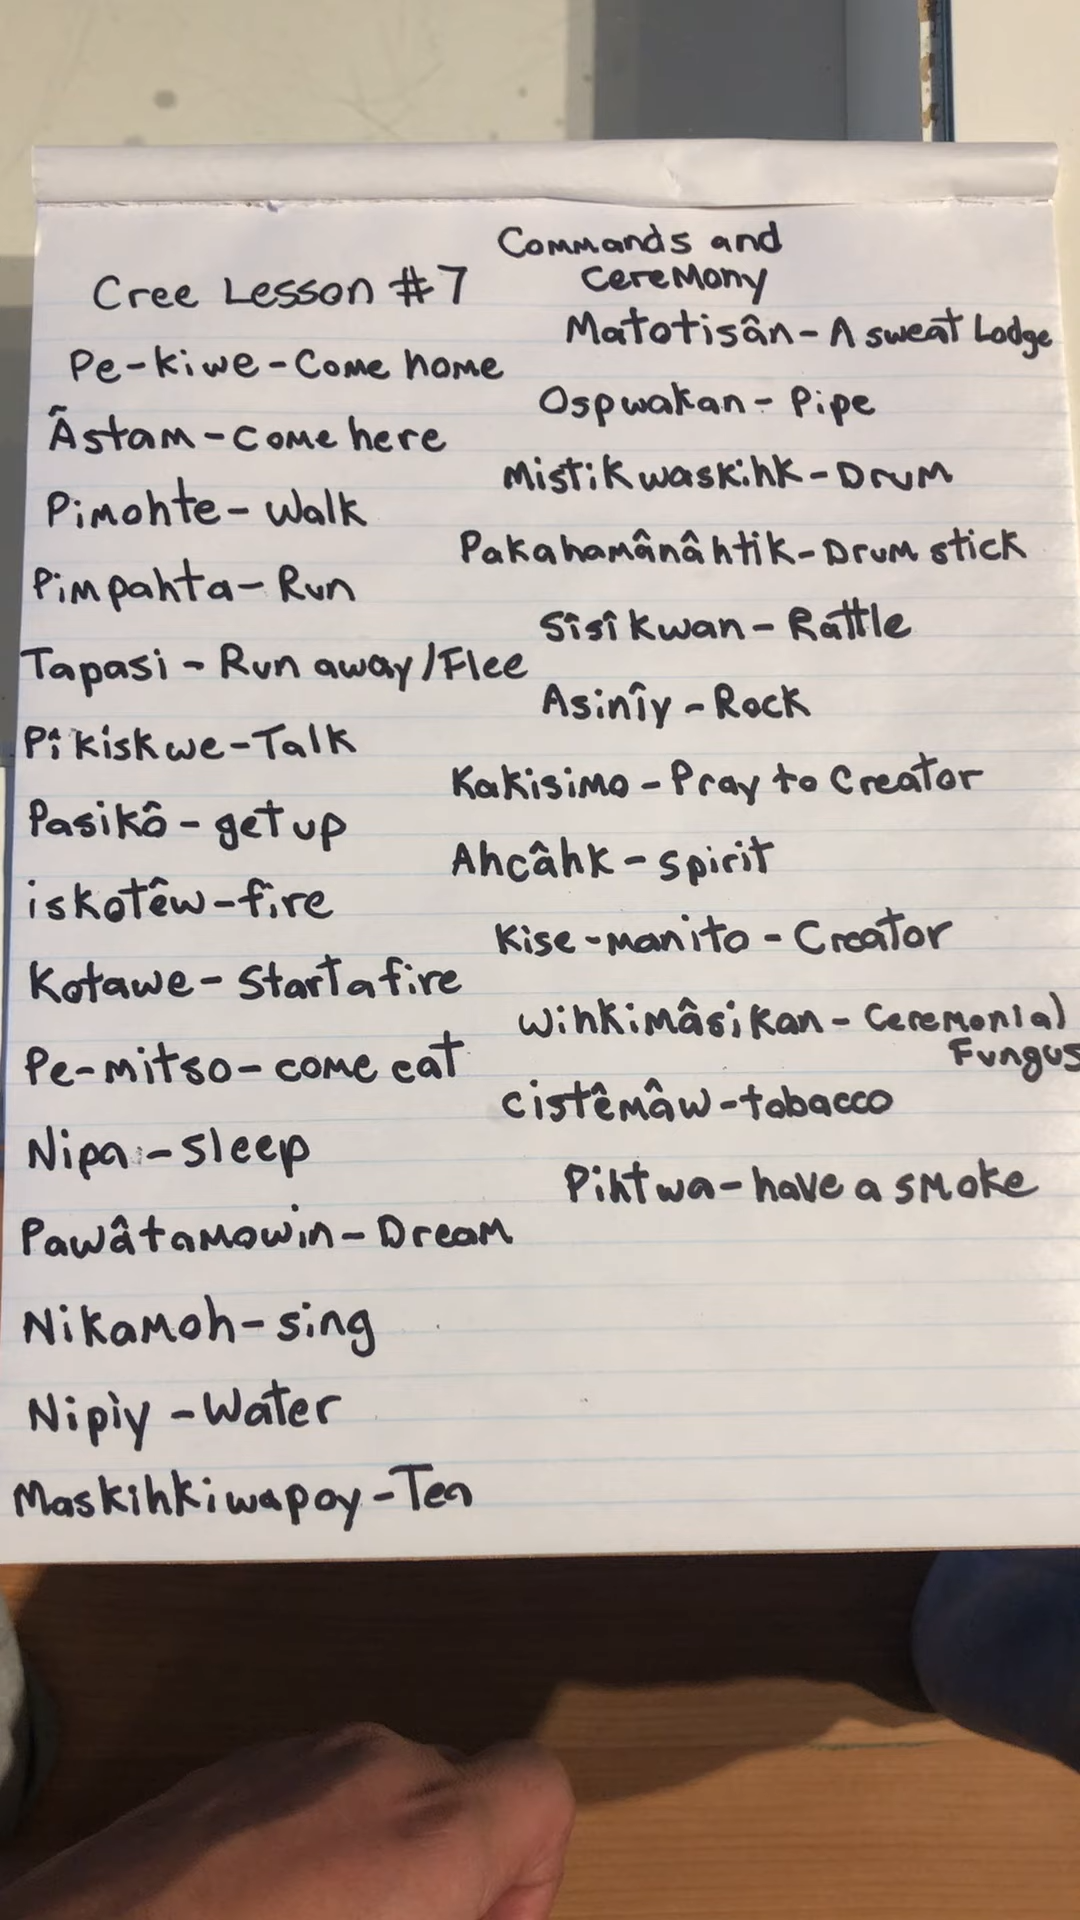 Cree Lesson #7
Pe-kiwe - Come home
Ãstam - come here
Pimohte - Walk
Pimpahta - Run
Tapasi - Run away/Flee
Pîkiskwe - Talk
Pasikô - get up
iskotêw - fire
Kotawe - Start a fire
Pe-mitso - come eat
Nipa - sleep
Pawâtamowin - Dream
Nikamoh - sing
Nipìy - Water
Maskihkiwapoy - Tea
Commands and
Ceremony
Matotisân - A sweat Lodge
Ospwakan - Pipe
Mistikwaskihk - Drum
Pakahamânâhtik - Drum stick
Sîsîkwan - Rattle
Asinîy - Rock
Kakisimo - Pray to Creator
Ahcâhk - spirit
Kise-manito - Creator
Wihkimâsikan - Ceremonial
Fungus
Cistêmâw - tobacco
Pihtwa - have a smoke